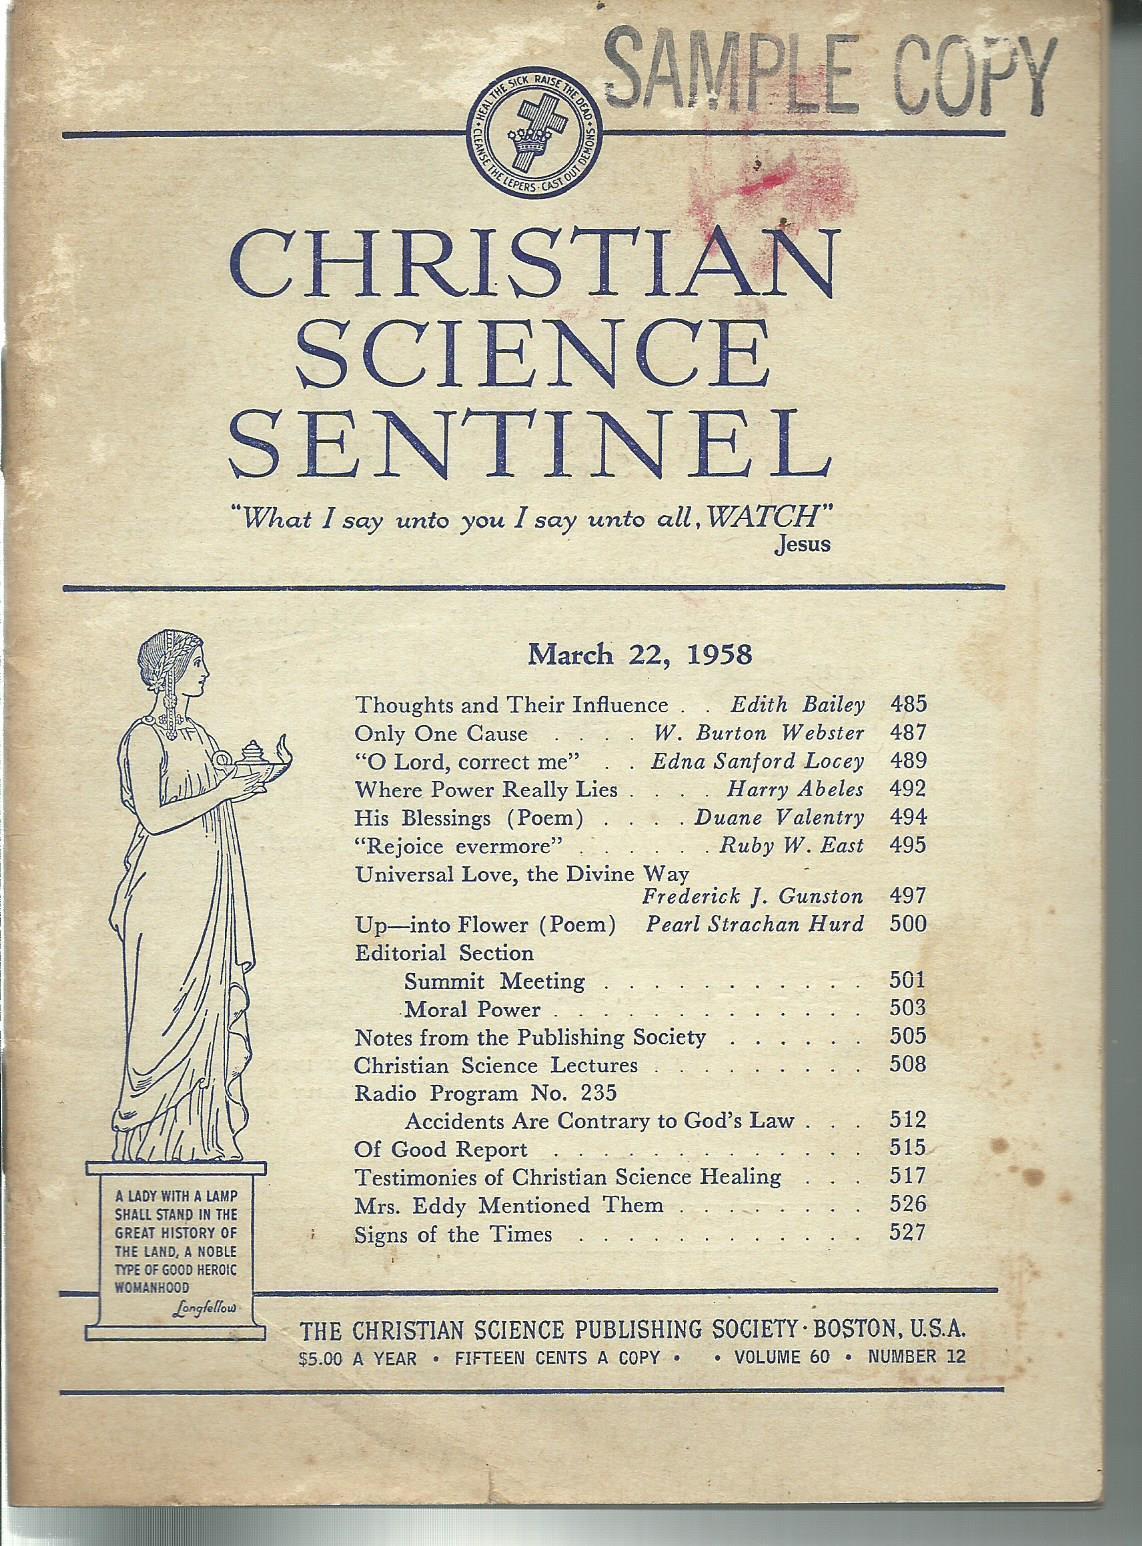 SAMPLE COPY
HEAL THE SICK · RAISE THE DEAD · CAST OUT DEMONS · CLEANSE THE LEPERS
CHRISTIAN
SCIENCE
SENTINEL
"What I say unto you I say unto all, WATCH"
Jesus
March 22, 1958
Thoughts and Their Influence . . Edith Bailey 485
Only One Cause . . . . W. Burton Webster 487
"O Lord, correct me" . . Edna Sanford Locey 489
Where Power Really Lies . . . . Harry Abeles 492
His Blessings (Poem) . . . . Duane Valentry 494
"Rejoice evermore" . . . . . . Ruby W. East 495
Universal Love, the Divine Way
Frederick J. Gunston 497
Up—into Flower (Poem) Pearl Strachan Hurd 500
Editorial Section
Summit Meeting . . . . . . . . . . 501
Moral Power . . . . . . . . . . . . 503
Notes from the Publishing Society . . . . . . 505
Christian Science Lectures . . . . . . . . . 508
Radio Program No. 235
Accidents Are Contrary to God's Law . . . 512
Of Good Report . . . . . . . . . . . . 515
Testimonies of Christian Science Healing . . . 517
Mrs. Eddy Mentioned Them . . . . . . . . 526
Signs of the Times . . . . . . . . . . . 527
A LADY WITH A LAMP
SHALL STAND IN THE
GREAT HISTORY OF
THE LAND, A NOBLE
TYPE OF GOOD HEROIC
WOMANHOOD
Longfellow
THE CHRISTIAN SCIENCE PUBLISHING SOCIETY · BOSTON, U.S.A.
$5.00 A YEAR • FIFTEEN CENTS A COPY • • VOLUME 60 • NUMBER 12